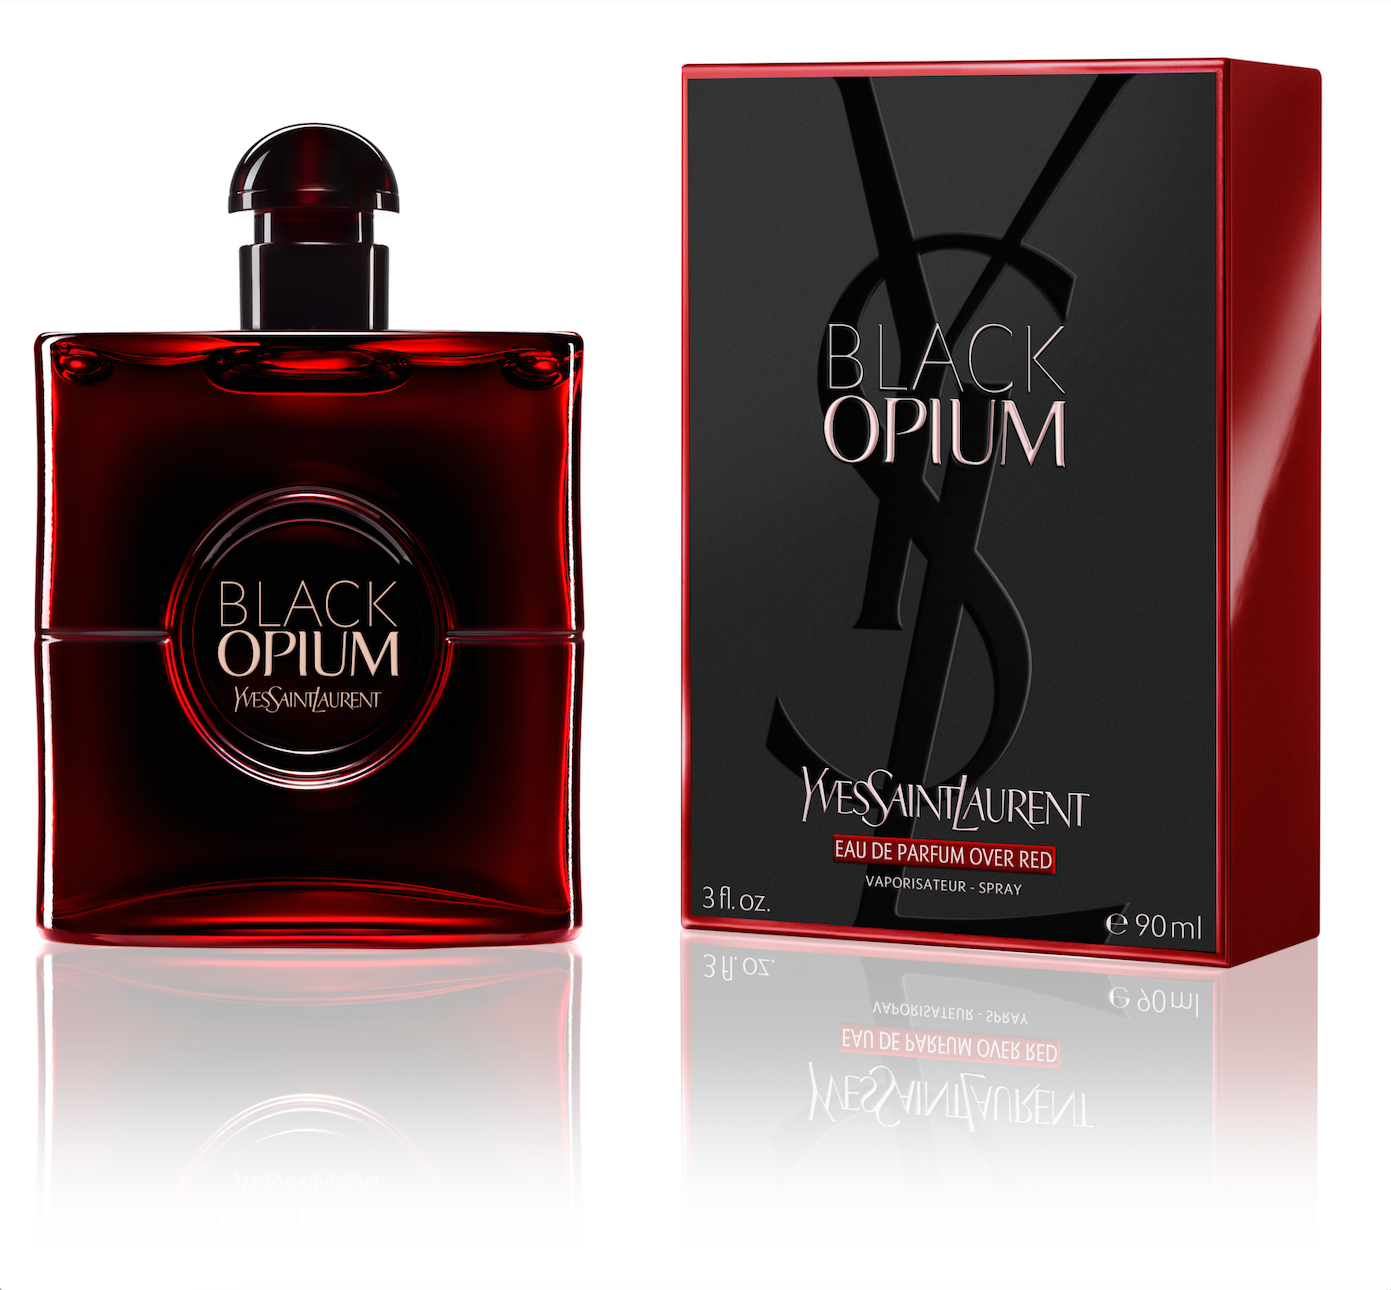 BLACK
OPIUM
YVESSAINTLAURENT
BLACK
OPIUM
YVESSAINTLAURENT
EAU DE PARFUM OVER RED
VAPORISATEUR - SPRAY
3 fl. oz.
℮ 90 ml